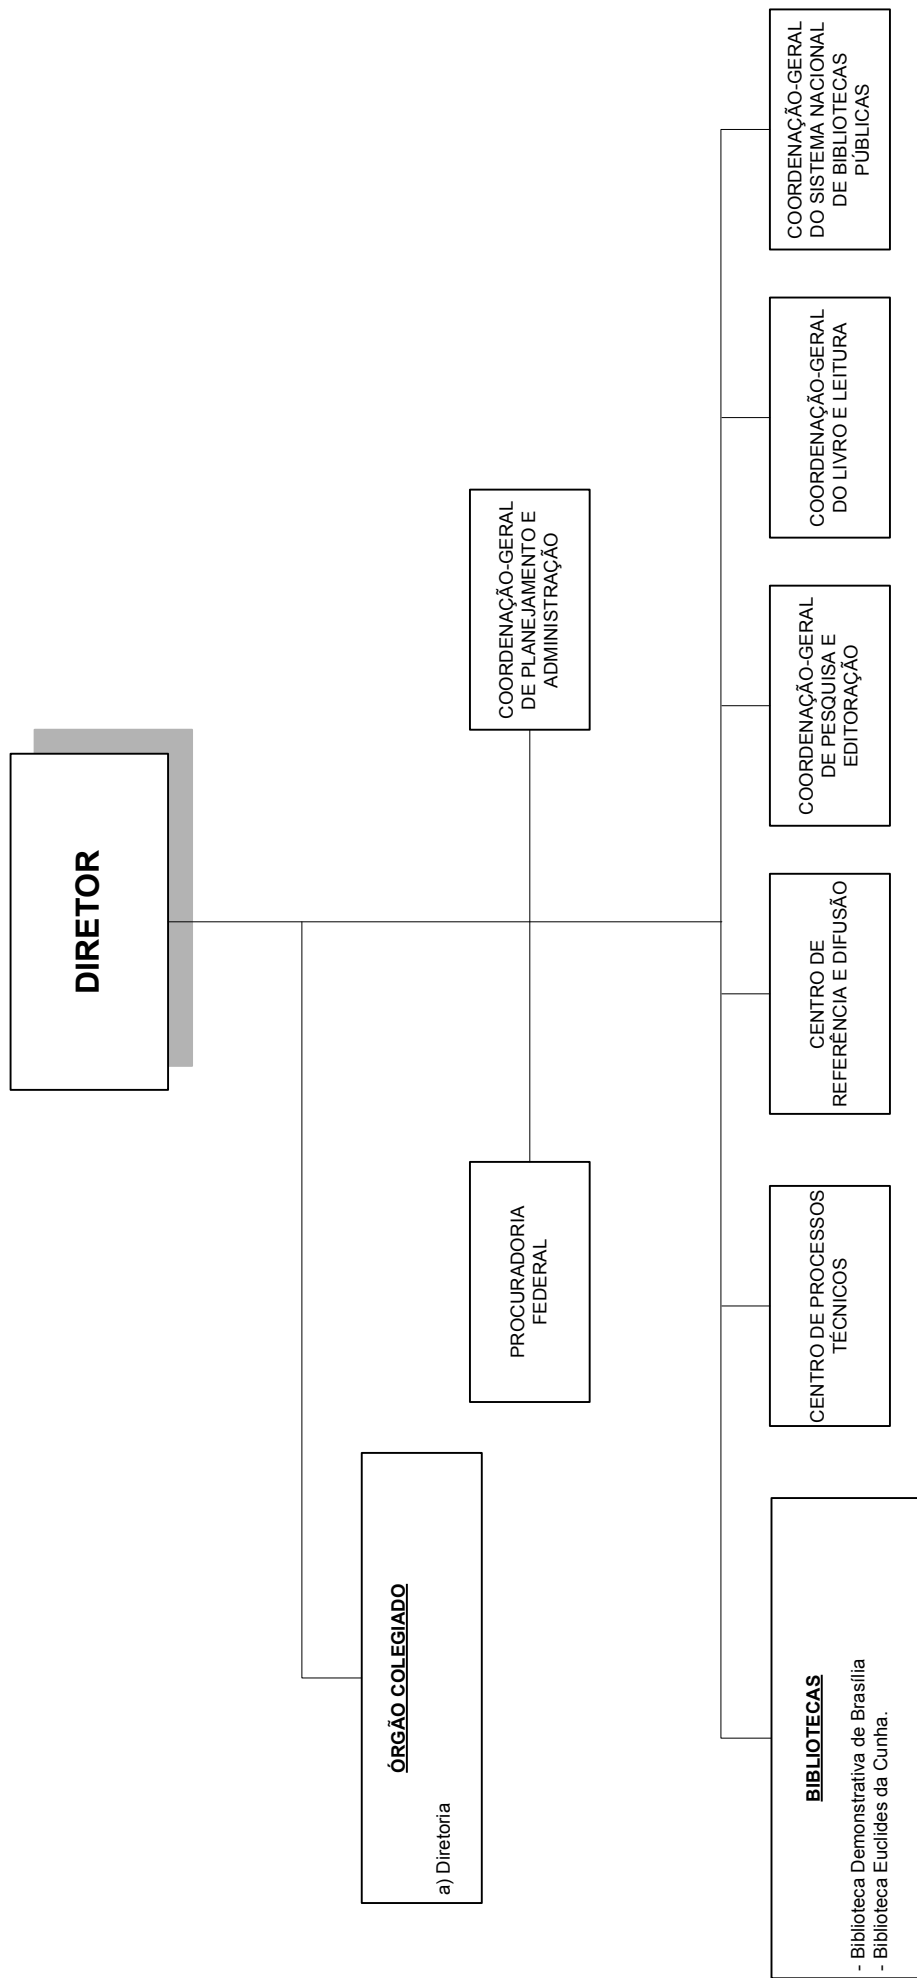 DIRETOR
ÓRGÃO COLEGIADO
a) Diretoria
PROCURADORIA
FEDERAL
COORDENAÇÃO-GERAL
DE PLANEJAMENTO E
ADMINISTRAÇÃO
BIBLIOTECAS
- Biblioteca Demonstrativa de Brasília
- Biblioteca Euclides da Cunha.
CENTRO DE PROCESSOS
TÉCNICOS
CENTRO DE
REFERÊNCIA E DIFUSÃO
COORDENAÇÃO-GERAL
DE PESQUISA E
EDITORAÇÃO
COORDENAÇÃO-GERAL
DO LIVRO E LEITURA
COORDENAÇÃO-GERAL
DO SISTEMA NACIONAL
DE BIBLIOTECAS
PÚBLICAS